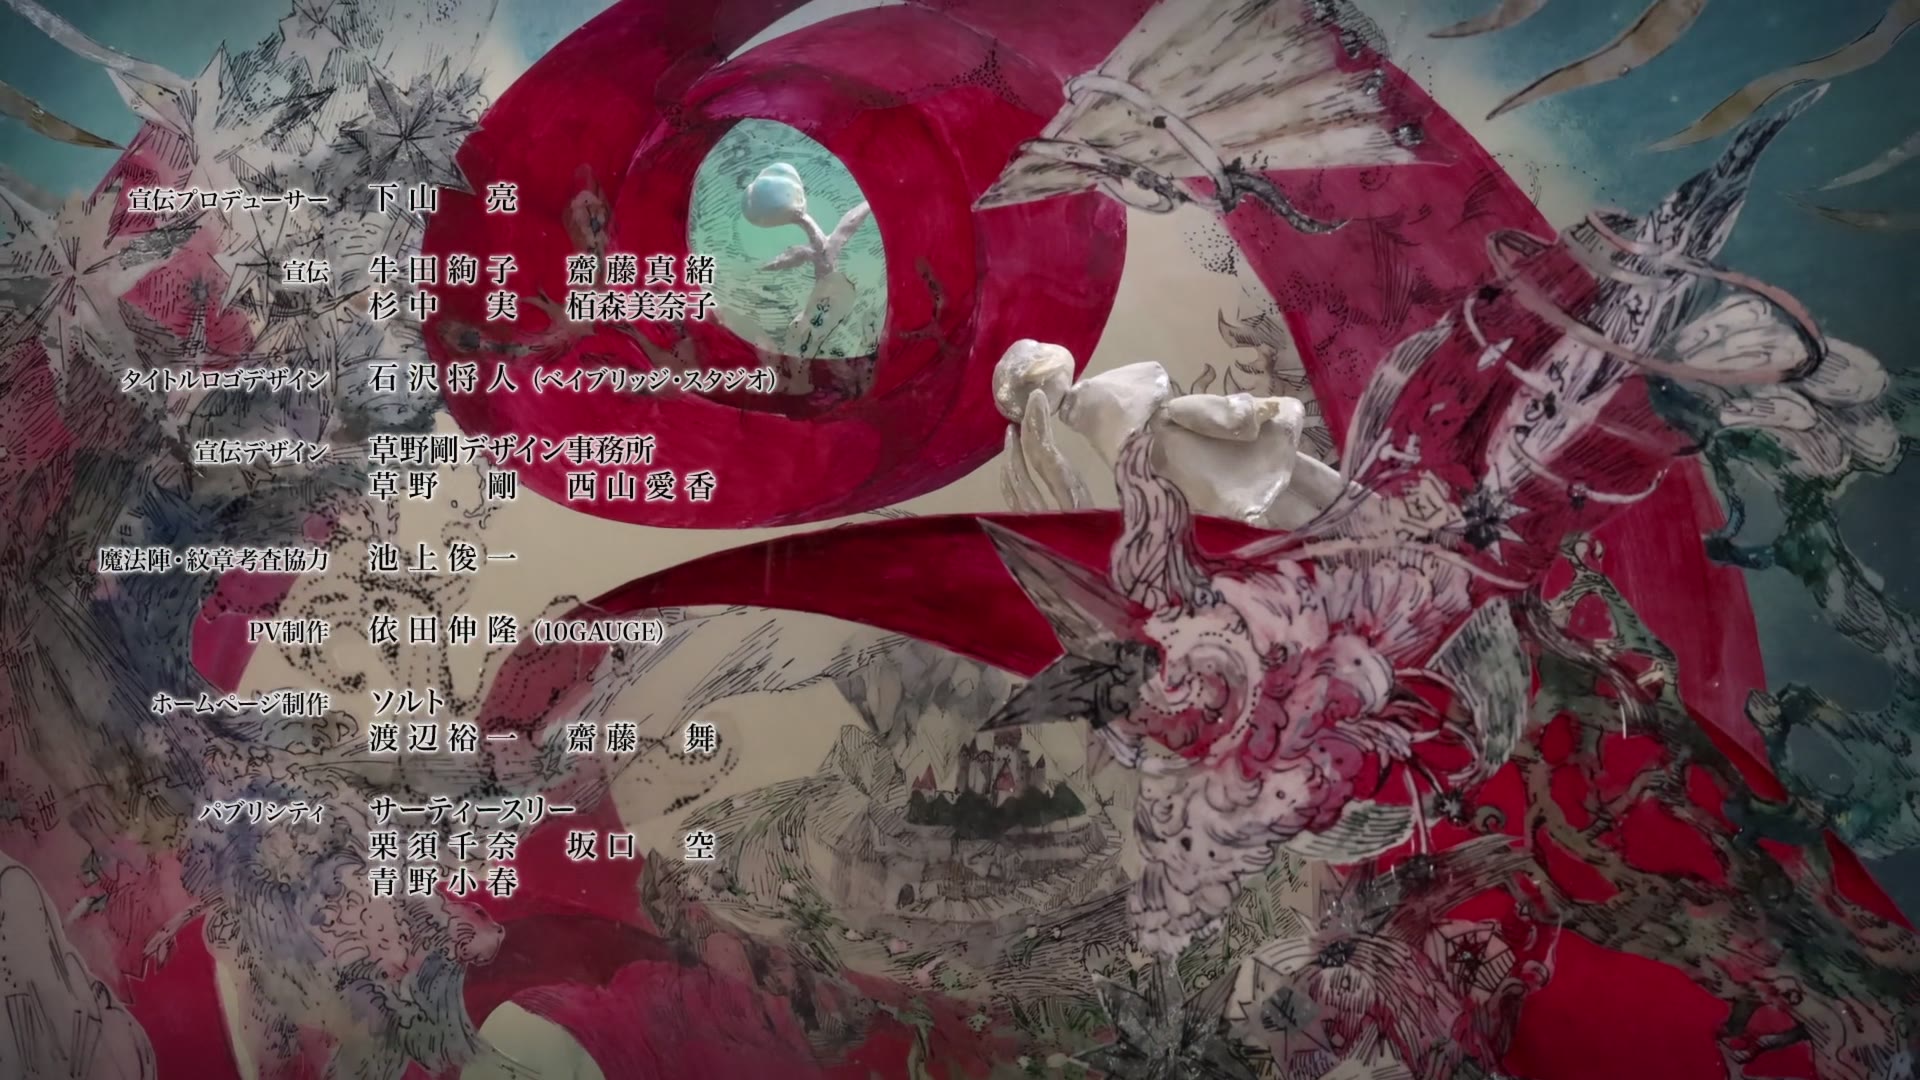 宣伝プロデューサー 下山 亮
宣伝 牛田絢子 齋藤真緒
杉中 実 栢森美奈子
タイトルロゴデザイン 石沢将人(ベイブリッジ・スタジオ)
宣伝デザイン 草野剛デザイン事務所
草野 剛 西山愛香
魔法陣・紋章考査協力 池上俊一
PV制作 依田伸隆(10GAUGE)
ホームページ制作 ソルト
渡辺裕一 齋藤 舞
パブリシティ サーティースリー
栗須千奈 坂口 空
青野小春